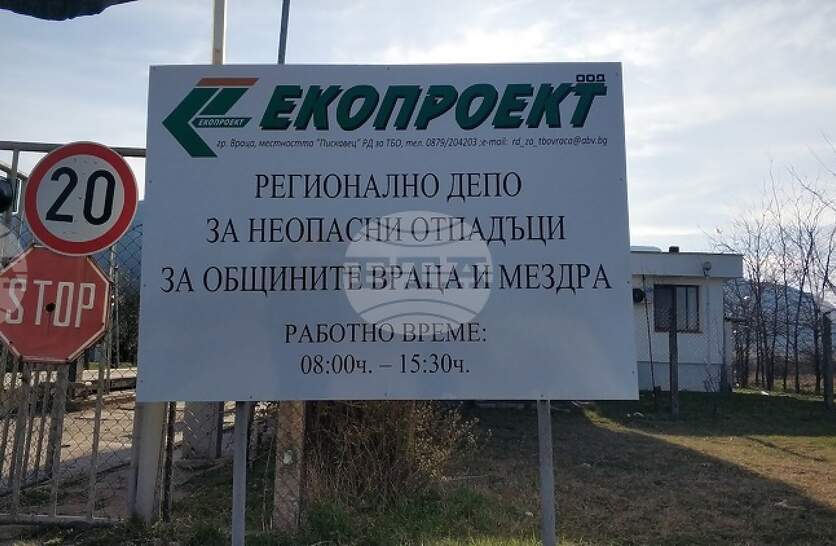 ООД
ЕКОПРОЕКТ
ЕКОПРОЕКТ
гр. Враца, местността "Писковец" РД за ТБО, тел. 0879/204203 ;e-mail: rd_za_tbovraca@abv.bg
РЕГИОНАЛНО ДЕПО
ЗА НЕОПАСНИ ОТПАДЪЦИ
ЗА ОБЩИНИТЕ ВРАЦА И МЕЗДРА
РАБОТНО ВРЕМЕ:
08:00ч. – 15:30ч.
20
STOP
БТА